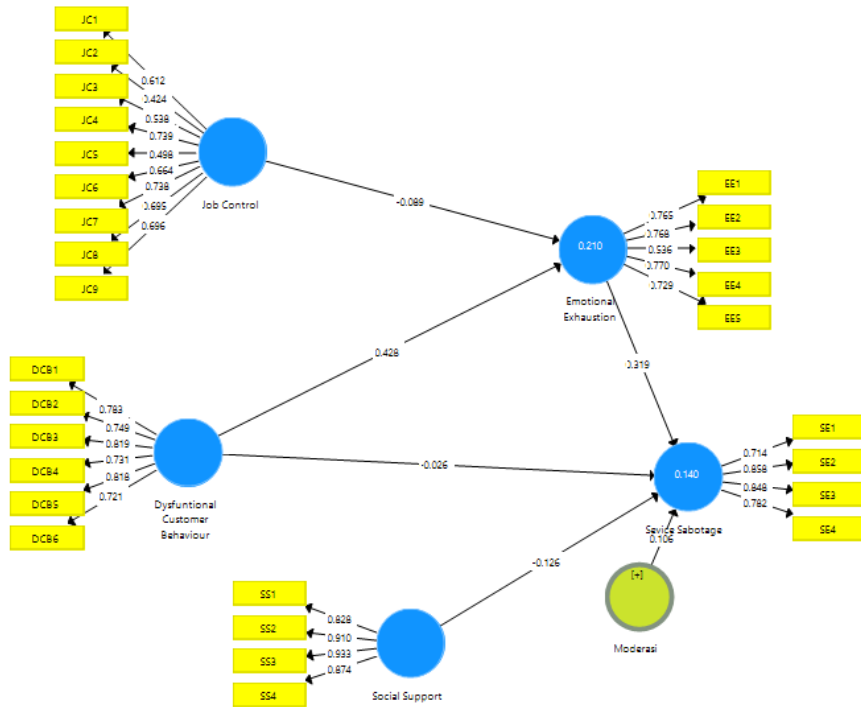 JC1
JC2
JC3
JC4
JC5
JC6
JC7
JC8
JC9
0.612
0.424
0.538
0.739
0.498
0.664
0.738
0.695
0.696
Job Control
-0.089
0.210
Emotional
Exhaustion
0.765
0.768
0.536
0.770
0.729
EE1
EE2
EE3
EE4
EE5
0.428
0.319
DCB1
DCB2
DCB3
DCB4
DCB5
DCB6
0.783
0.749
0.819
0.731
0.818
0.721
Dysfuntional
Customer
Behaviour
-0.026
0.140
Sevice Sabotage
0.714
0.858
0.848
0.782
SE1
SE2
SE3
SE4
-0.126
0.106
[+]
Moderasi
SS1
SS2
SS3
SS4
0.828
0.910
0.933
0.874
Social Support